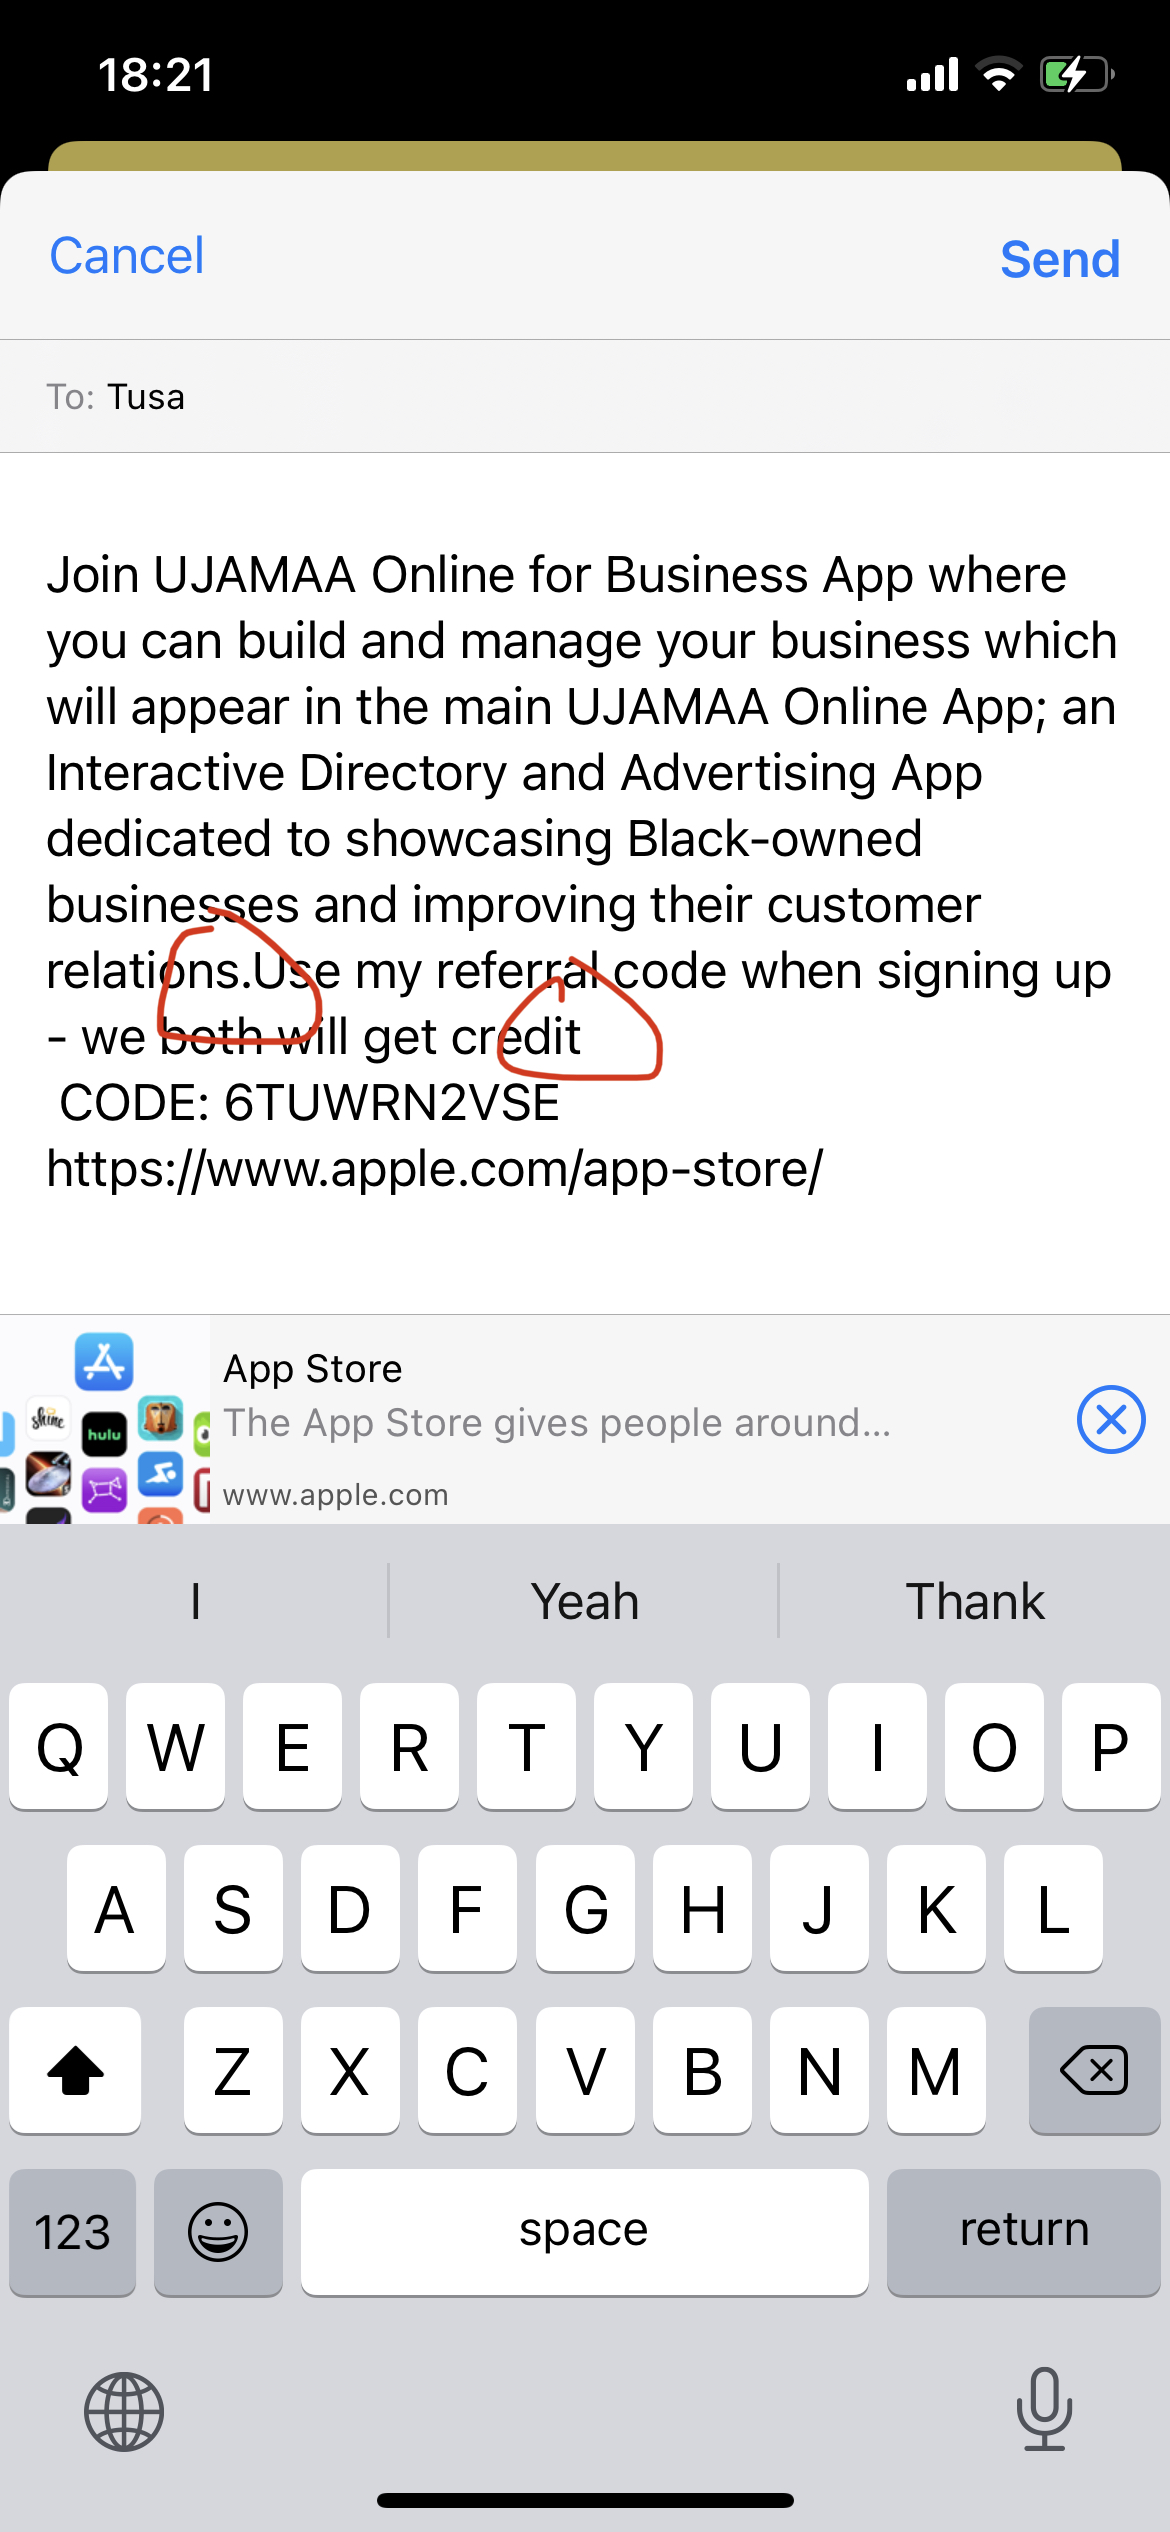 18:21
Cancel
Send
To: Tusa
Join UJAMAA Online for Business App where
you can build and manage your business which
will appear in the main UJAMAA Online App; an
Interactive Directory and Advertising App
dedicated to showcasing Black-owned
businesses and improving their customer
relations.Use my referral code when signing up
- we both will get credit
CODE: 6TUWRN2VSE
https://www.apple.com/app-store/
shine
hulu
App Store
The App Store gives people around...
www.apple.com
I Yeah Thank
Q W E R T Y U I O P
A S D F G H J K L
Z X C V B N M
123 space return